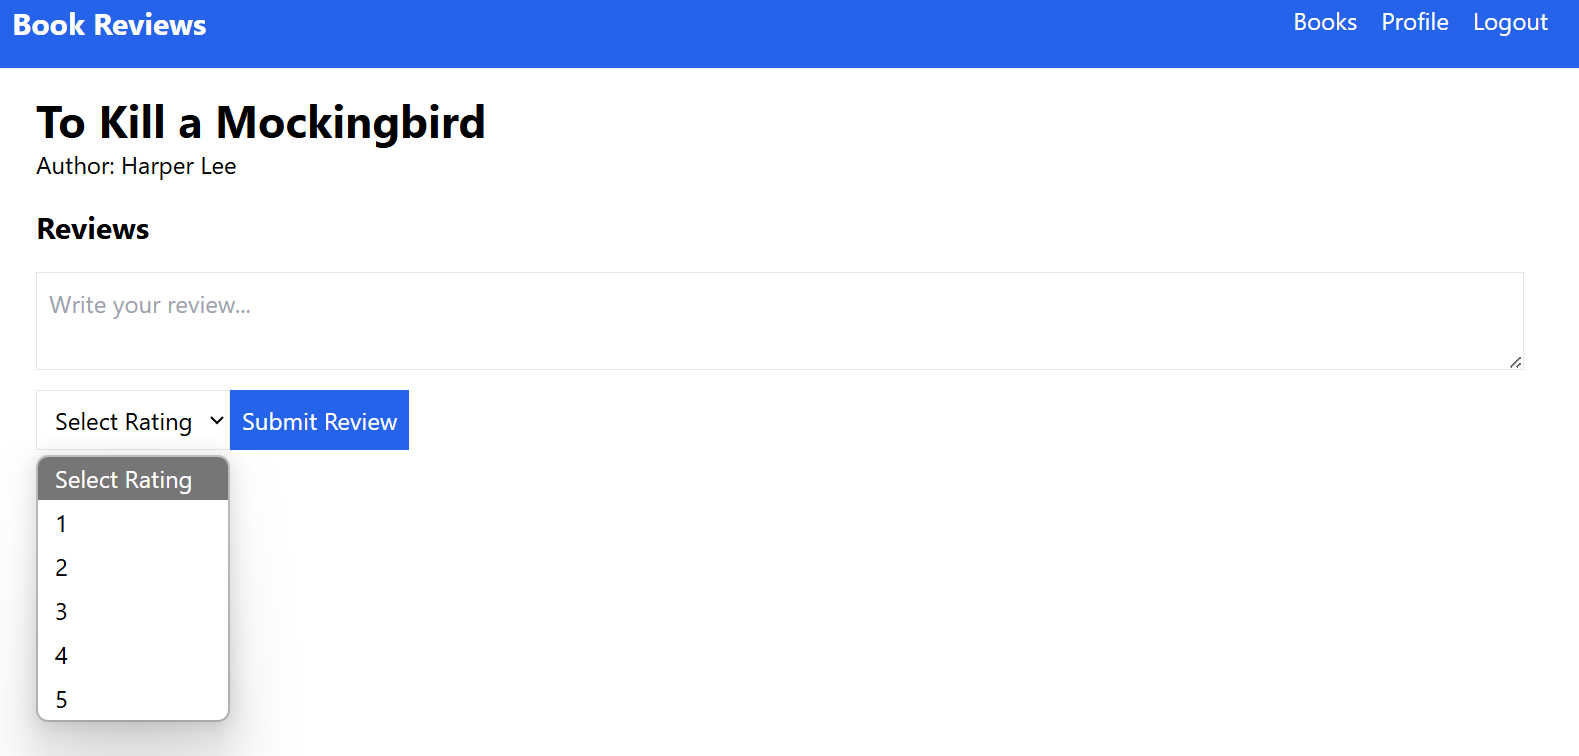 Book Reviews
Books Profile Logout
To Kill a Mockingbird
Author: Harper Lee
Reviews
Write your review...
Select Rating Submit Review
Select Rating
1
2
3
4
5